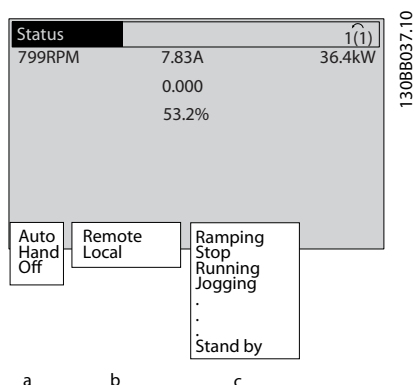 Status 1(1)
799RPM 7.83A 36.4kW
0.000
53.2%
Auto
Hand
Off
Remote
Local
Ramping
Stop
Running
Jogging
.
.
.
Stand by
a b c
130BB037.10